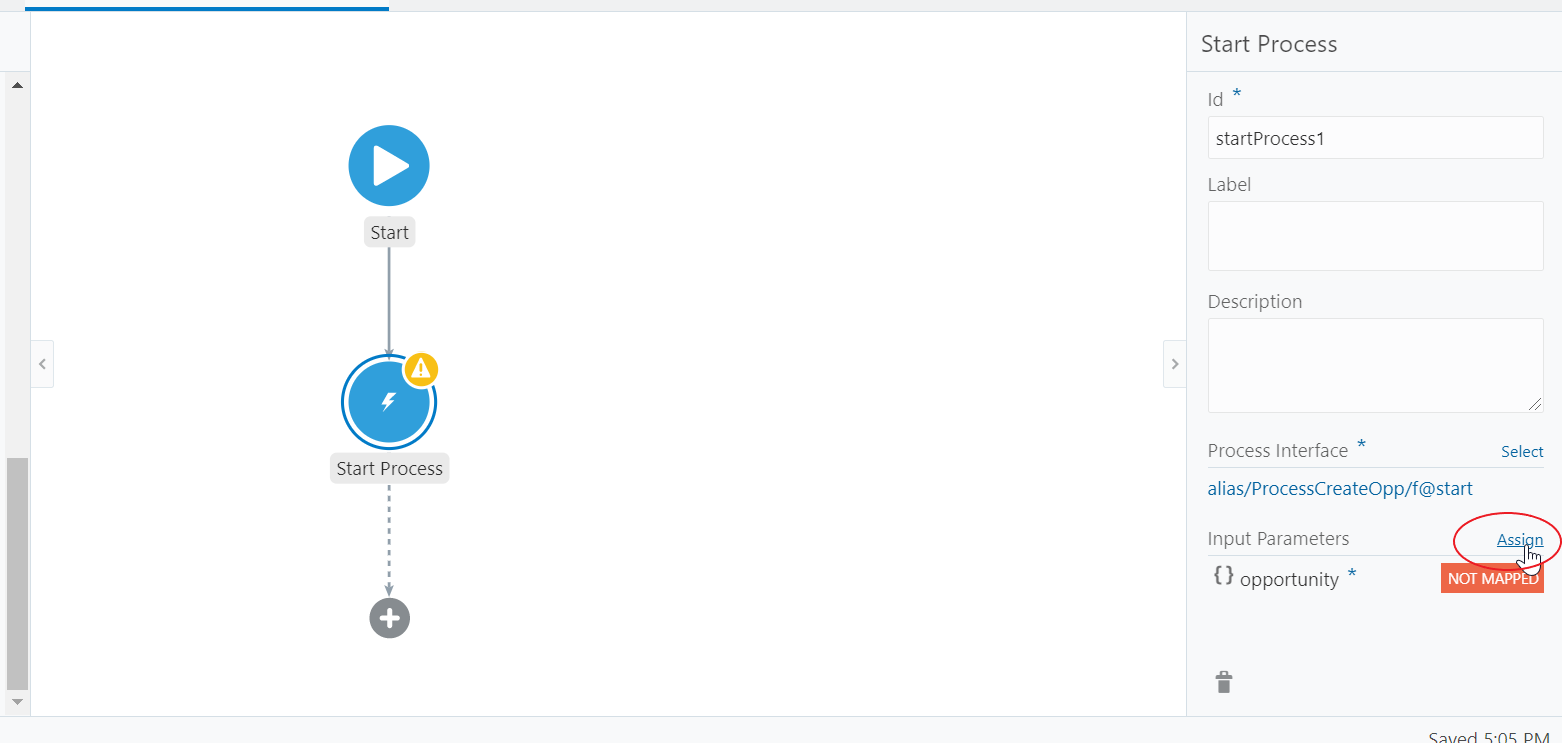 Start Process
Id *
startProcess1
Label
Description
Process Interface * Select
alias/ProcessCreateOpp/f@start
Input Parameters Assign
{} opportunity * NOT MAPPED
Start
Start Process
Saved 5:05 PM